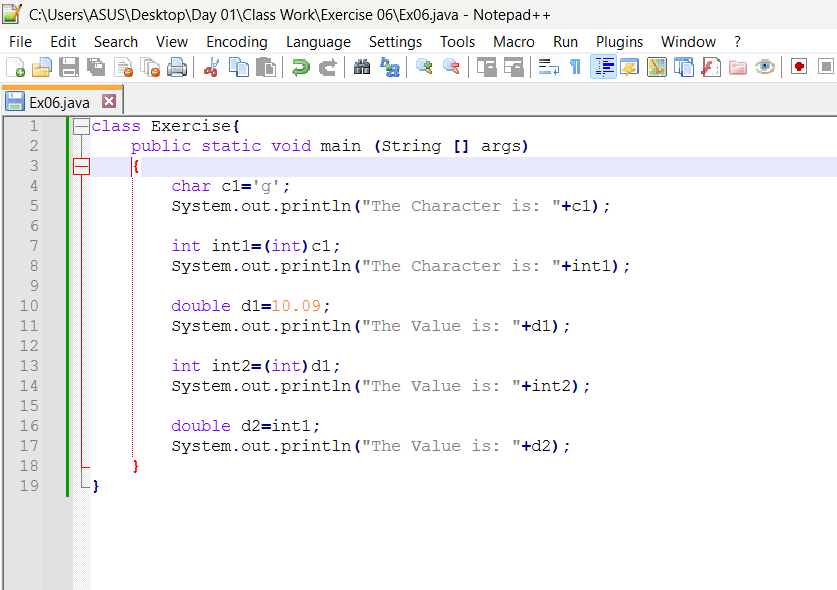 C:\Users\ASUS\Desktop\Day 01\Class Work\Exercise 06\Ex06.java - Notepad++
File Edit Search View Encoding Language Settings Tools Macro Run Plugins Window ?
Ex06.java
1 class Exercise{
2 public static void main (String [] args)
3 {
4 char c1='g';
5 System.out.println("The Character is: "+c1);
6
7 int int1=(int)c1;
8 System.out.println("The Character is: "+int1);
9
10 double d1=10.09;
11 System.out.println("The Value is: "+d1);
12
13 int int2=(int)d1;
14 System.out.println("The Value is: "+int2);
15
16 double d2=int1;
17 System.out.println("The Value is: "+d2);
18 }
19 }